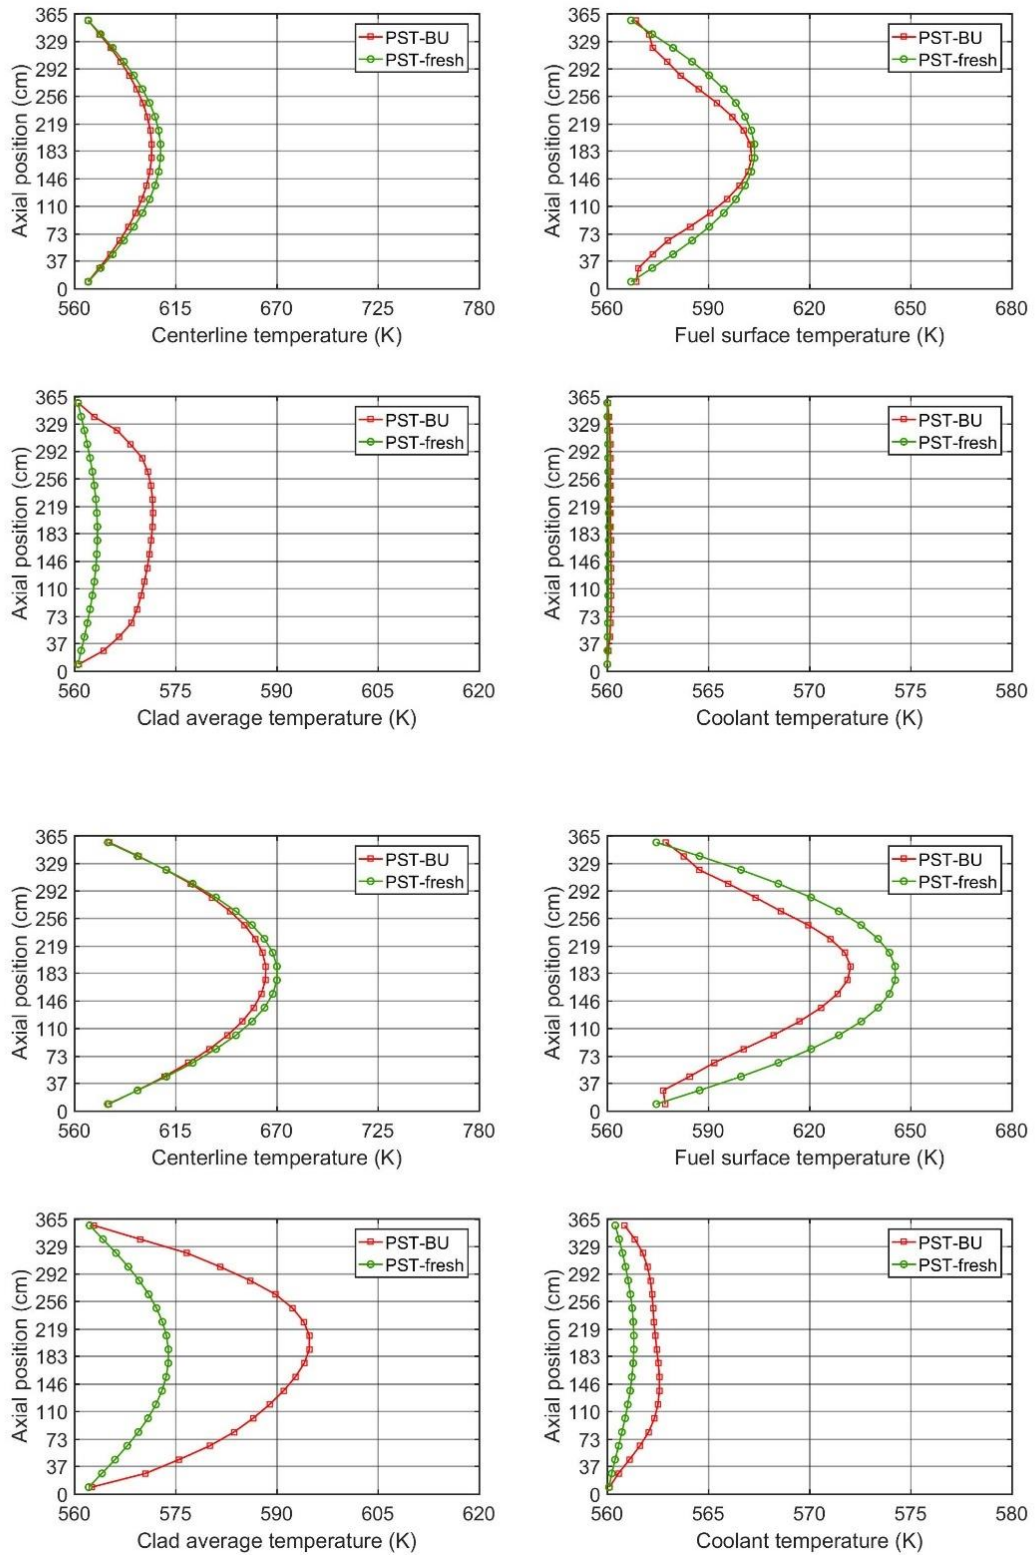 365
329
292
256
219
183
146
110
73
37
0
Axial position (cm)
PST-BU
PST-fresh
560 615 670 725 780
Centerline temperature (K)
365
329
292
256
219
183
146
110
73
37
0
Axial position (cm)
PST-BU
PST-fresh
560 590 620 650 680
Fuel surface temperature (K)
365
329
292
256
219
183
146
110
73
37
0
Axial position (cm)
PST-BU
PST-fresh
560 575 590 605 620
Clad average temperature (K)
365
329
292
256
219
183
146
110
73
37
0
Axial position (cm)
PST-BU
PST-fresh
560 565 570 575 580
Coolant temperature (K)
365
329
292
256
219
183
146
110
73
37
0
Axial position (cm)
PST-BU
PST-fresh
560 615 670 725 780
Centerline temperature (K)
365
329
292
256
219
183
146
110
73
37
0
Axial position (cm)
PST-BU
PST-fresh
560 590 620 650 680
Fuel surface temperature (K)
365
329
292
256
219
183
146
110
73
37
0
Axial position (cm)
PST-BU
PST-fresh
560 575 590 605 620
Clad average temperature (K)
365
329
292
256
219
183
146
110
73
37
0
Axial position (cm)
PST-BU
PST-fresh
560 565 570 575 580
Coolant temperature (K)